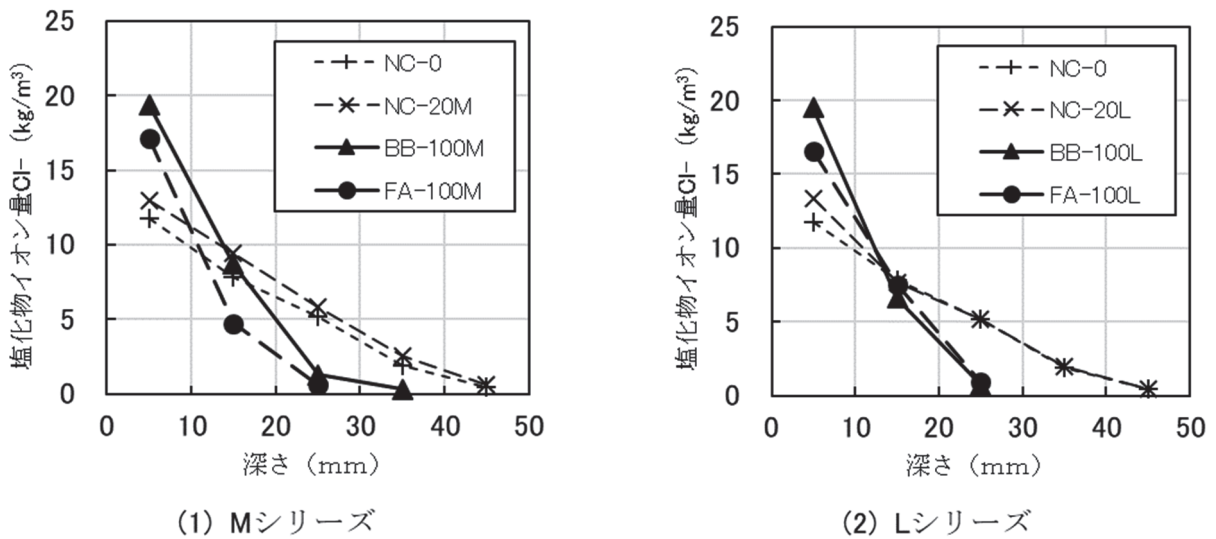 塩化物イオン量Cl-（kg/m³）
25
20
15
10
5
0
NC-0
NC-20M
BB-100M
FA-100M
0 10 20 30 40 50
深さ（mm）
(1) Mシリーズ
塩化物イオン量Cl-（kg/m³）
25
20
15
10
5
0
NC-0
NC-20L
BB-100L
FA-100L
0 10 20 30 40 50
深さ（mm）
(2) Lシリーズ